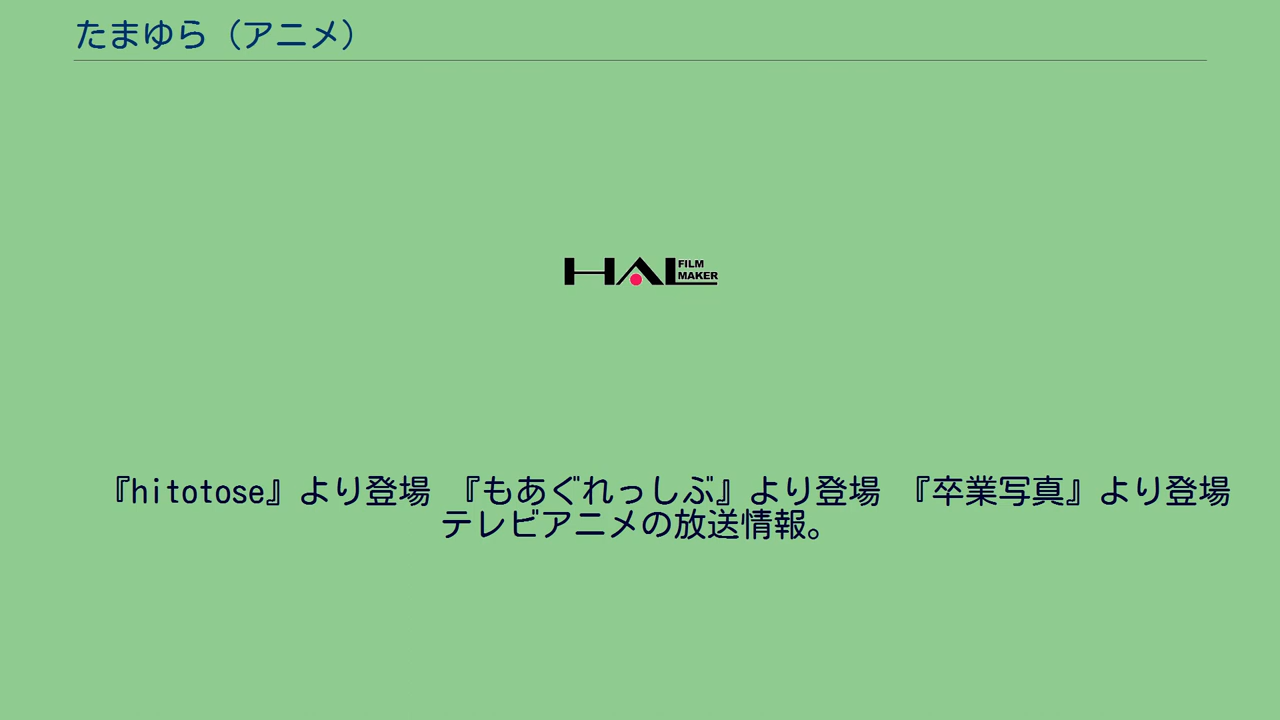 たまゆら（アニメ）
HAL FILM
MAKER
『hitotose』より登場 『もあぐれっしぶ』より登場 『卒業写真』より登場
テレビアニメの放送情報。